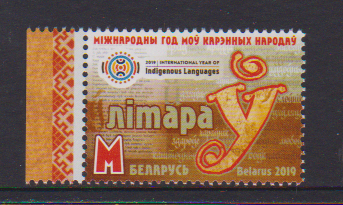 МІЖНАРОДНЫ ГОД МОЎ КАРЭННЫХ НАРОДАЎ
2019 | INTERNATIONAL YEAR OF
Indigenous Languages
літара Ў
М БЕЛАРУСЬ Belarus 2019